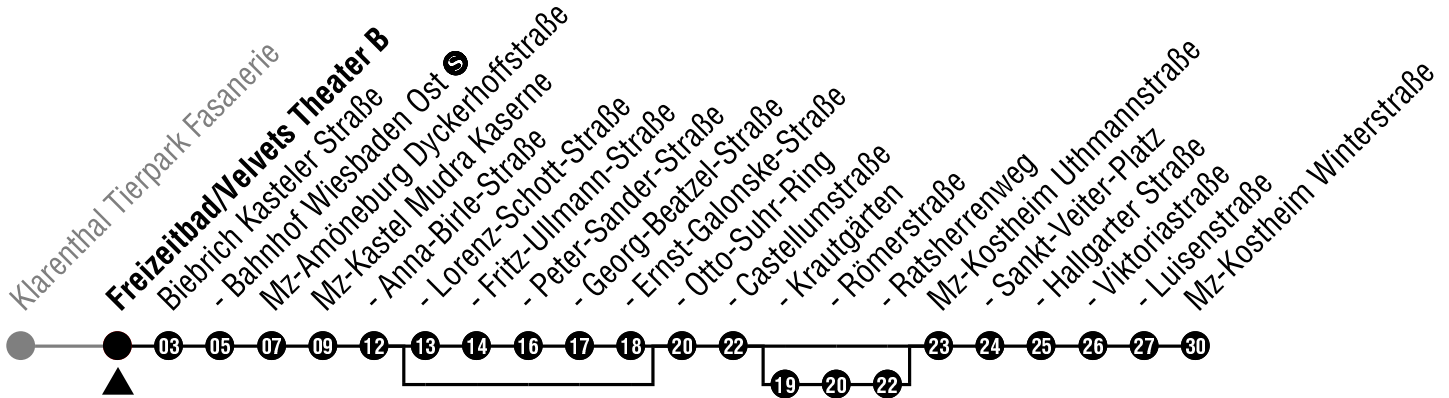 Klarenthal Tierpark Fasanerie
Freizeitbad/Velvets Theater B
Biebrich Kasteler Straße
- Bahnhof Wiesbaden Ost S
Mz-Amöneburg Dyckerhoffstraße
Mz-Kastel Mudra Kaserne
- Anna-Birle-Straße
- Lorenz-Schott-Straße
- Fritz-Ullmann-Straße
- Peter-Sander-Straße
- Georg-Beatzel-Straße
- Ernst-Galonske-Straße
- Otto-Suhr-Ring
- Castellumstraße
- Krautgärten
- Römerstraße
- Ratsherrenweg
Mz-Kostheim Uthmannstraße
- Sankt-Veiter-Platz
- Hallgarter Straße
- Viktoriastraße
- Luisenstraße
Mz-Kostheim Winterstraße
03 05 07 09 12 13 14 16 17 18 20 22 23 24 25 26 27 30
19 20 22